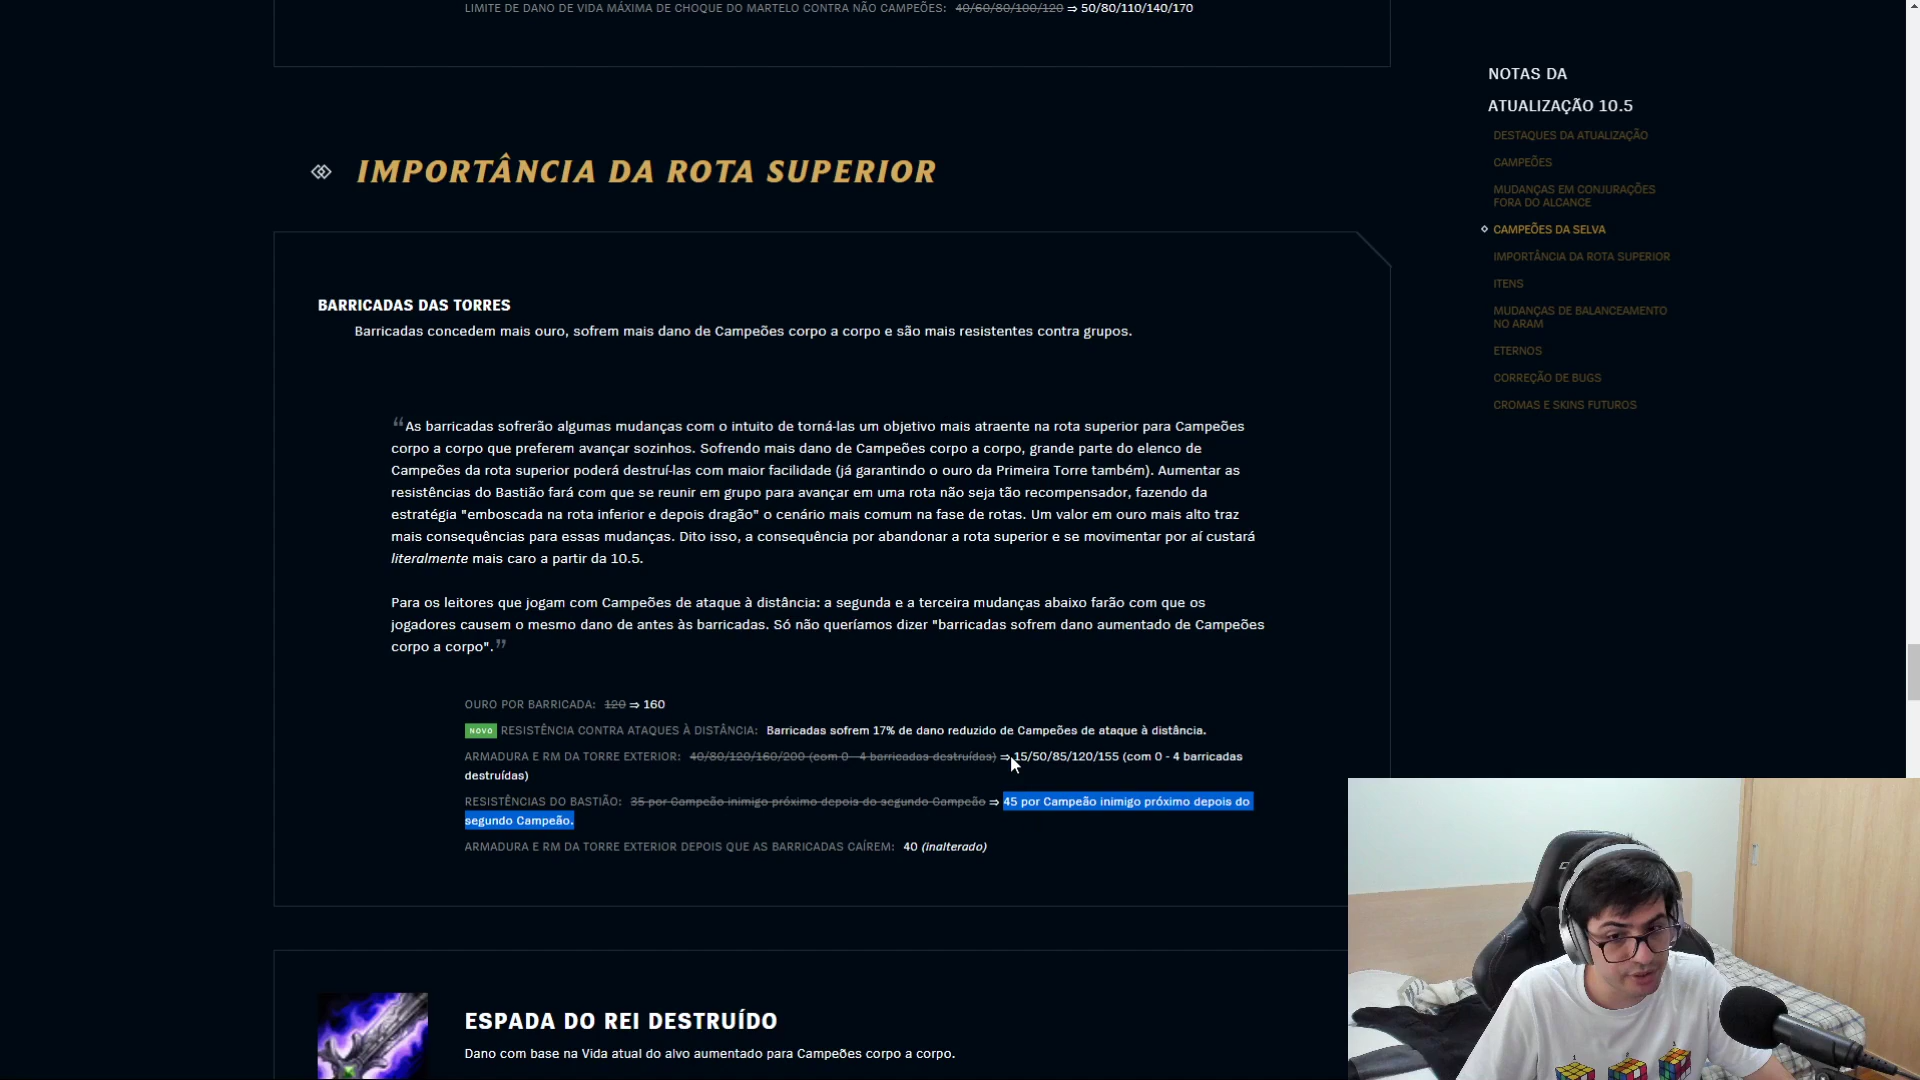 LIMITE DE DANO DE VIDA MÁXIMA DE CHOQUE DO MARTELO CONTRA NÃO CAMPEÕES: 40/60/80/100/120 ⇒ 50/80/110/140/170
IMPORTÂNCIA DA ROTA SUPERIOR
BARRICADAS DAS TORRES
Barricadas concedem mais ouro, sofrem mais dano de Campeões corpo a corpo e são mais resistentes contra grupos.
“As barricadas sofrerão algumas mudanças com o intuito de torná-las um objetivo mais atraente na rota superior para Campeões
corpo a corpo que preferem avançar sozinhos. Sofrendo mais dano de Campeões corpo a corpo, grande parte do elenco de
Campeões da rota superior poderá destruí-las com maior facilidade (já garantindo o ouro da Primeira Torre também). Aumentar as
resistências do Bastião fará com que se reunir em grupo para avançar em uma rota não seja tão recompensador, fazendo da
estratégia "emboscada na rota inferior e depois dragão" o cenário mais comum na fase de rotas. Um valor em ouro mais alto traz
mais consequências para essas mudanças. Dito isso, a consequência por abandonar a rota superior e se movimentar por aí custará
literalmente mais caro a partir da 10.5.
Para os leitores que jogam com Campeões de ataque à distância: a segunda e a terceira mudanças abaixo farão com que os
jogadores causem o mesmo dano de antes às barricadas. Só não queríamos dizer "barricadas sofrem dano aumentado de Campeões
corpo a corpo".”
OURO POR BARRICADA: 120 ⇒ 160
NOVO RESISTÊNCIA CONTRA ATAQUES À DISTÂNCIA: Barricadas sofrem 17% de dano reduzido de Campeões de ataque à distância.
ARMADURA E RM DA TORRE EXTERIOR: 40/80/120/160/200 (com 0 - 4 barricadas destruídas) ⇒ 15/50/85/120/155 (com 0 - 4 barricadas
destruídas)
RESISTÊNCIAS DO BASTIÃO: 35 por Campeão inimigo próximo depois do segundo Campeão ⇒ 45 por Campeão inimigo próximo depois do
segundo Campeão.
ARMADURA E RM DA TORRE EXTERIOR DEPOIS QUE AS BARRICADAS CAÍREM: 40 (inalterado)
ESPADA DO REI DESTRUÍDO
Dano com base na Vida atual do alvo aumentado para Campeões corpo a corpo.
NOTAS DA
ATUALIZAÇÃO 10.5
DESTAQUES DA ATUALIZAÇÃO
CAMPEÕES
MUDANÇAS EM CONJURAÇÕES
FORA DO ALCANCE
CAMPEÕES DA SELVA
IMPORTÂNCIA DA ROTA SUPERIOR
ITENS
MUDANÇAS DE BALANCEAMENTO
NO ARAM
ETERNOS
CORREÇÃO DE BUGS
CROMAS E SKINS FUTUROS